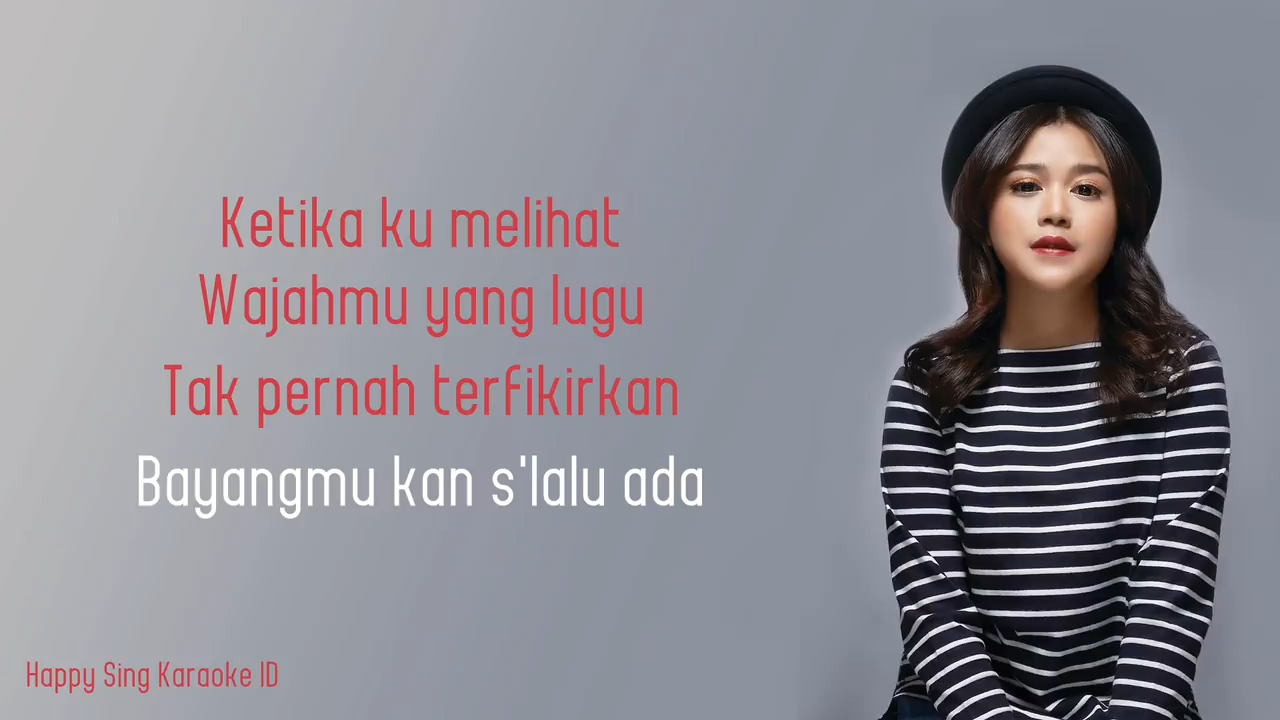 Ketika ku melihat
Wajahmu yang lugu
Tak pernah terfikirkan
Bayangmu kan s'lalu ada
Happy Sing Karaoke ID